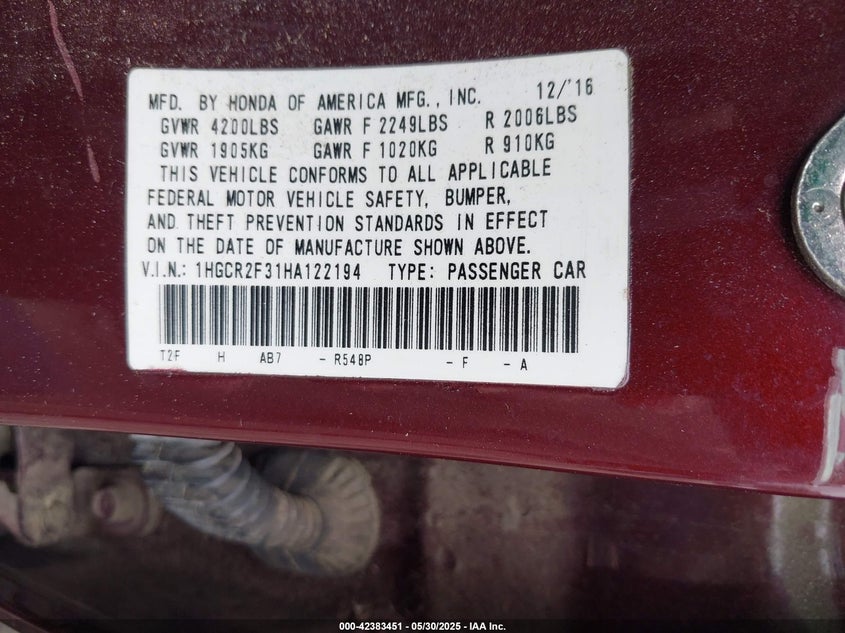 MFD. BY HONDA OF AMERICA MFG., INC. 12/'16
GVWR 4200LBS GAWR F 2249LBS R 2006LBS
GVWR 1905KG GAWR F 1020KG R 910KG
THIS VEHICLE CONFORMS TO ALL APPLICABLE
FEDERAL MOTOR VEHICLE SAFETY, BUMPER,
AND THEFT PREVENTION STANDARDS IN EFFECT
ON THE DATE OF MANUFACTURE SHOWN ABOVE.
V.I.N.: 1HGCR2F31HA122194 TYPE: PASSENGER CAR
T2F H AB7 - R548P - F - A
000-42383451 / 05/30/2025 - IAA Inc.